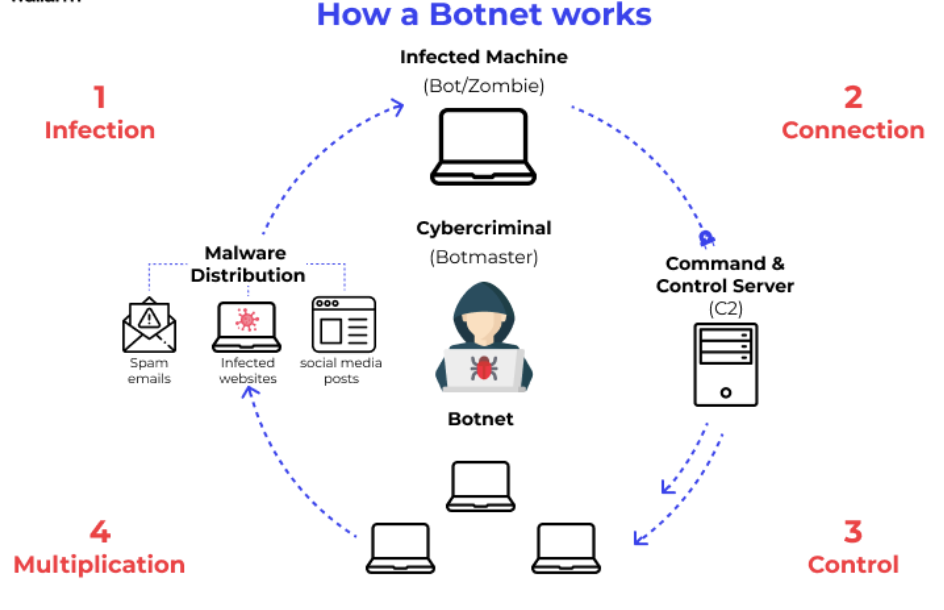 How a Botnet works
Infected Machine
(Bot/Zombie)
1
Infection
2
Connection
Cybercriminal
(Botmaster)
Malware
Distribution
Command &
Control Server
(C2)
Spam
emails
Infected
websites
social media
posts
Botnet
4
Multiplication
3
Control